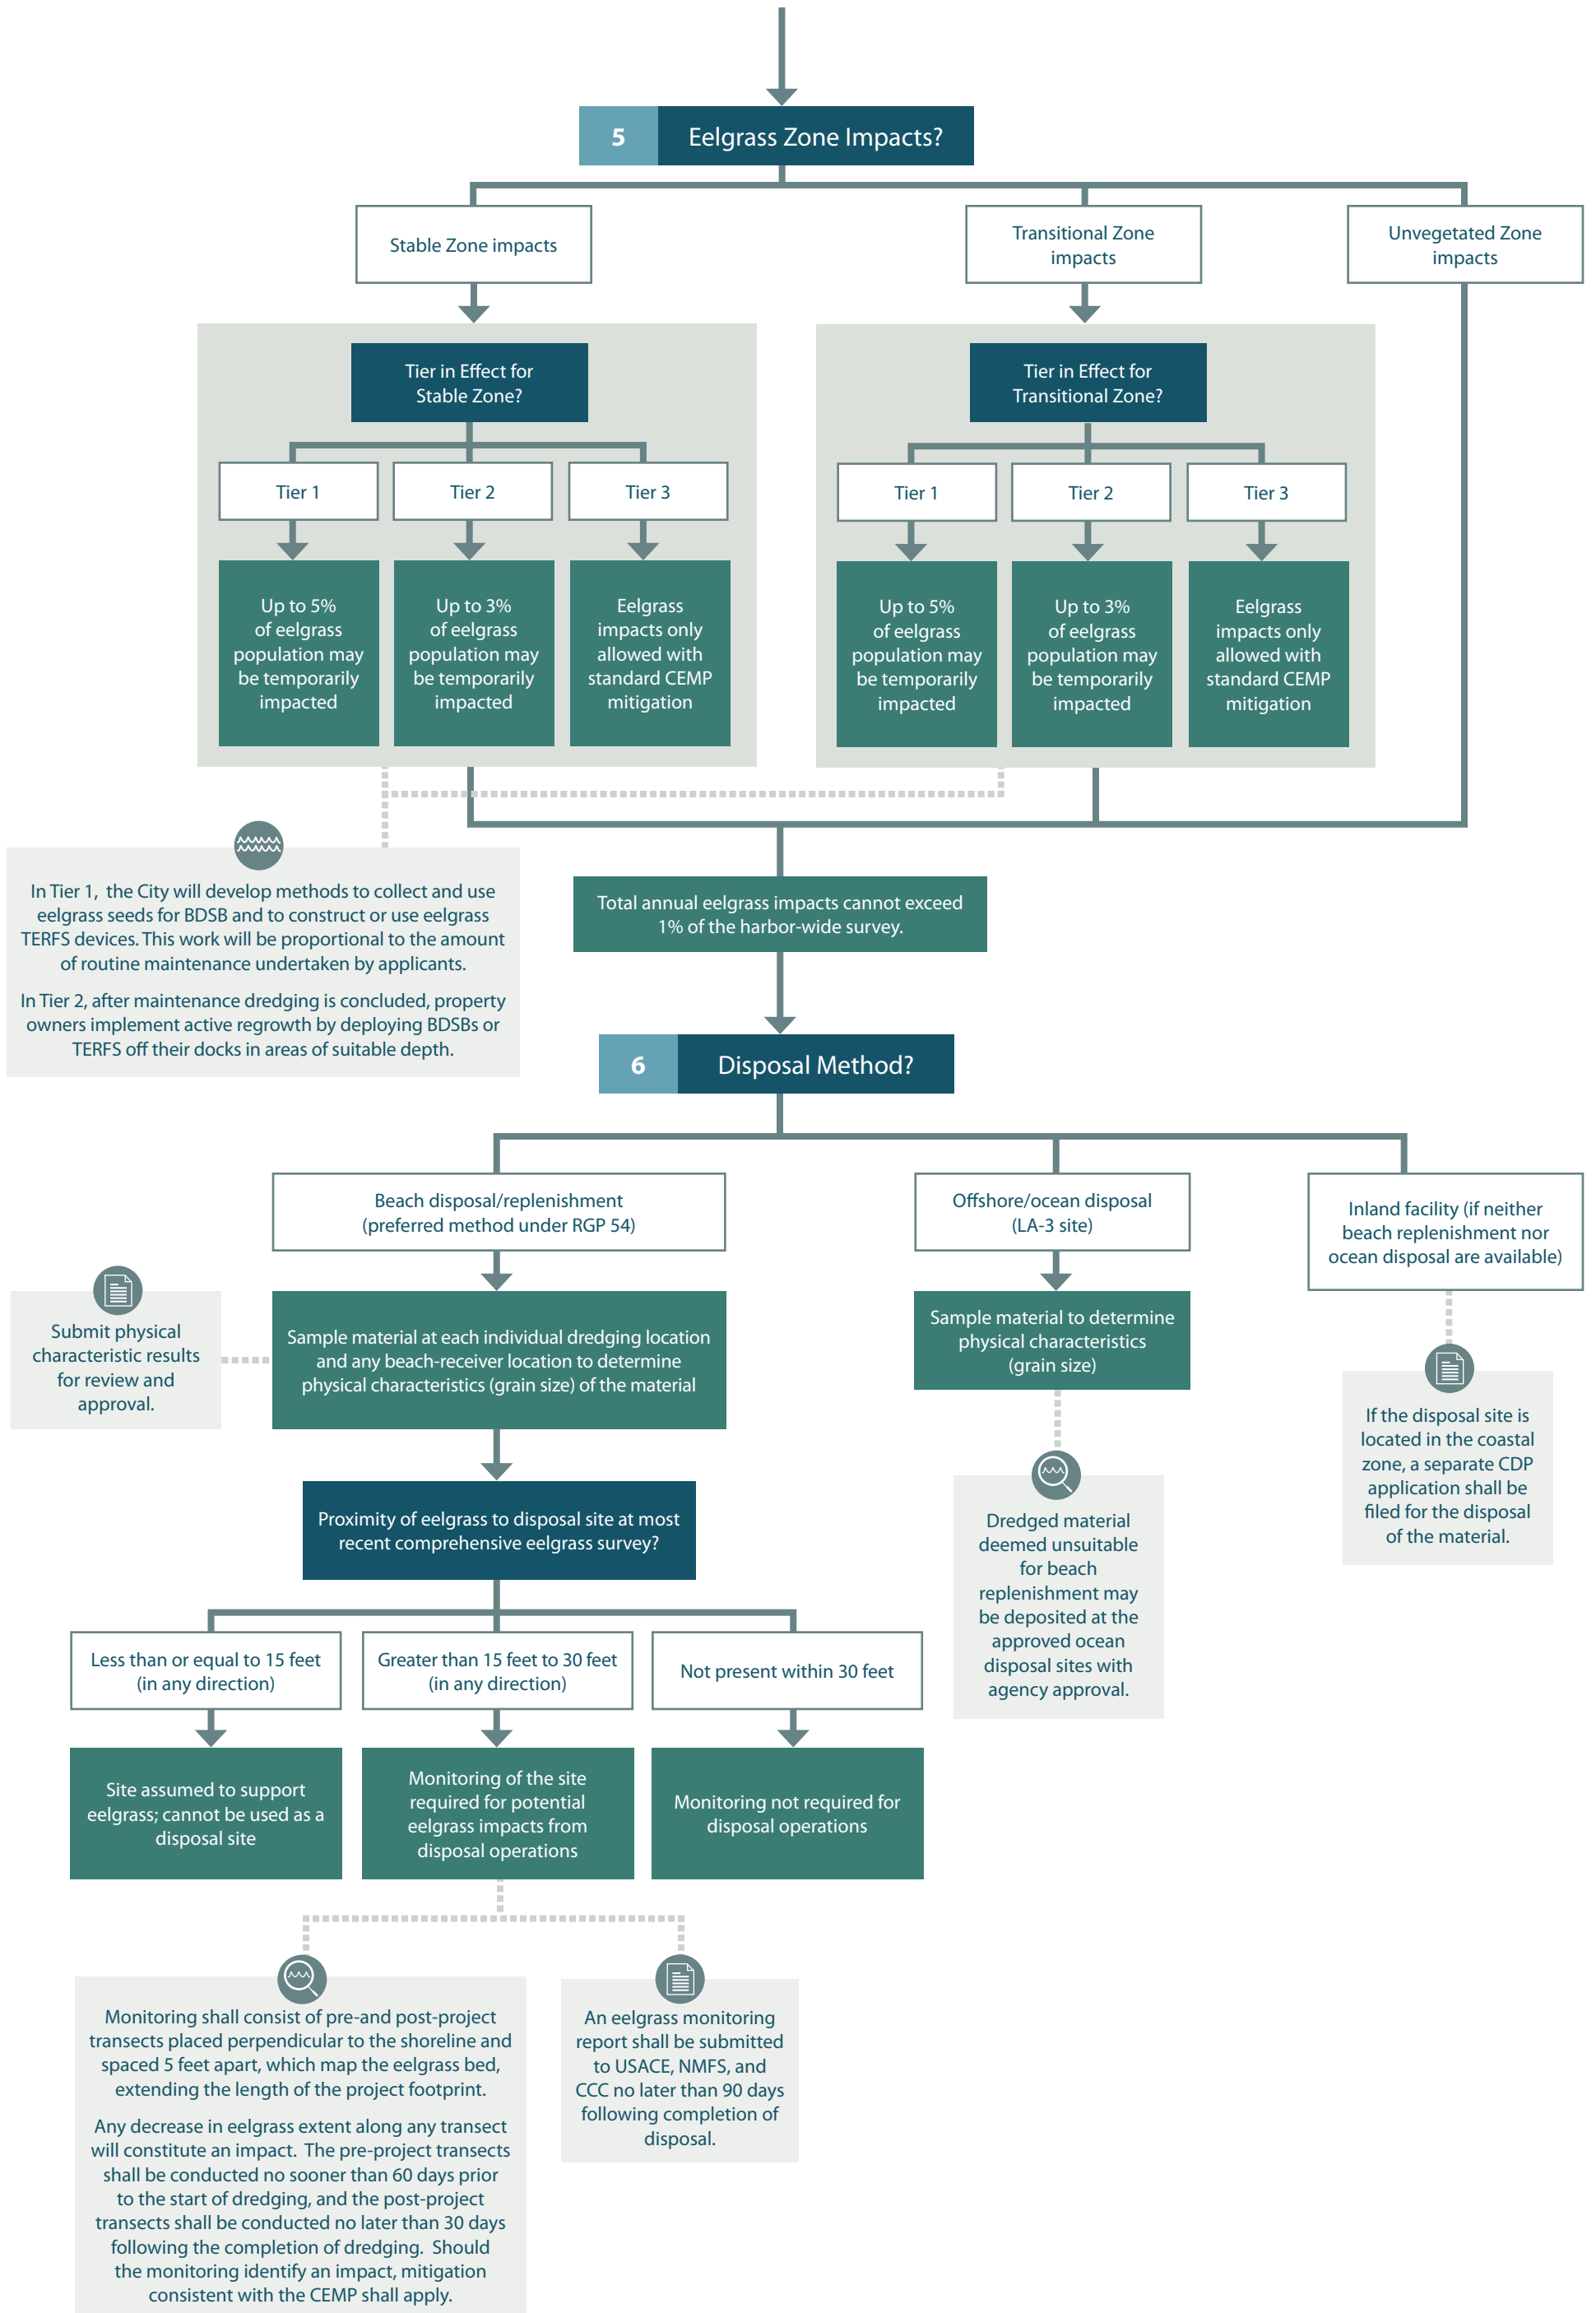 5 Eelgrass Zone Impacts?
Stable Zone impacts
Transitional Zone
impacts
Unvegetated Zone
impacts
Tier in Effect for
Stable Zone?
Tier 1
Tier 2
Tier 3
Up to 5%
of eelgrass
population may
be temporarily
impacted
Up to 3%
of eelgrass
population may
be temporarily
impacted
Eelgrass
impacts only
allowed with
standard CEMP
mitigation
Tier in Effect for
Transitional Zone?
Tier 1
Tier 2
Tier 3
Up to 5%
of eelgrass
population may
be temporarily
impacted
Up to 3%
of eelgrass
population may
be temporarily
impacted
Eelgrass
impacts only
allowed with
standard CEMP
mitigation
In Tier 1, the City will develop methods to collect and use
eelgrass seeds for BDSB and to construct or use eelgrass
TERFS devices. This work will be proportional to the amount
of routine maintenance undertaken by applicants.
In Tier 2, after maintenance dredging is concluded, property
owners implement active regrowth by deploying BDSBs or
TERFS off their docks in areas of suitable depth.
Total annual eelgrass impacts cannot exceed
1% of the harbor-wide survey.
6 Disposal Method?
Beach disposal/replenishment
(preferred method under RGP 54)
Offshore/ocean disposal
(LA-3 site)
Inland facility (if neither
beach replenishment nor
ocean disposal are available)
Submit physical
characteristic results
for review and
approval.
Sample material at each individual dredging location
and any beach-receiver location to determine
physical characteristics (grain size) of the material
Sample material to determine
physical characteristics
(grain size)
If the disposal site is
located in the coastal
zone, a separate CDP
application shall be
filed for the disposal
of the material.
Dredged material
deemed unsuitable
for beach
replenishment may
be deposited at the
approved ocean
disposal sites with
agency approval.
Proximity of eelgrass to disposal site at most
recent comprehensive eelgrass survey?
Less than or equal to 15 feet
(in any direction)
Greater than 15 feet to 30 feet
(in any direction)
Not present within 30 feet
Site assumed to support
eelgrass; cannot be used as a
disposal site
Monitoring of the site
required for potential
eelgrass impacts from
disposal operations
Monitoring not required for
disposal operations
Monitoring shall consist of pre-and post-project
transects placed perpendicular to the shoreline and
spaced 5 feet apart, which map the eelgrass bed,
extending the length of the project footprint.
Any decrease in eelgrass extent along any transect
will constitute an impact. The pre-project transects
shall be conducted no sooner than 60 days prior
to the start of dredging, and the post-project
transects shall be conducted no later than 30 days
following the completion of dredging. Should
the monitoring identify an impact, mitigation
consistent with the CEMP shall apply.
An eelgrass monitoring
report shall be submitted
to USACE, NMFS, and
CCC no later than 90 days
following completion of
disposal.